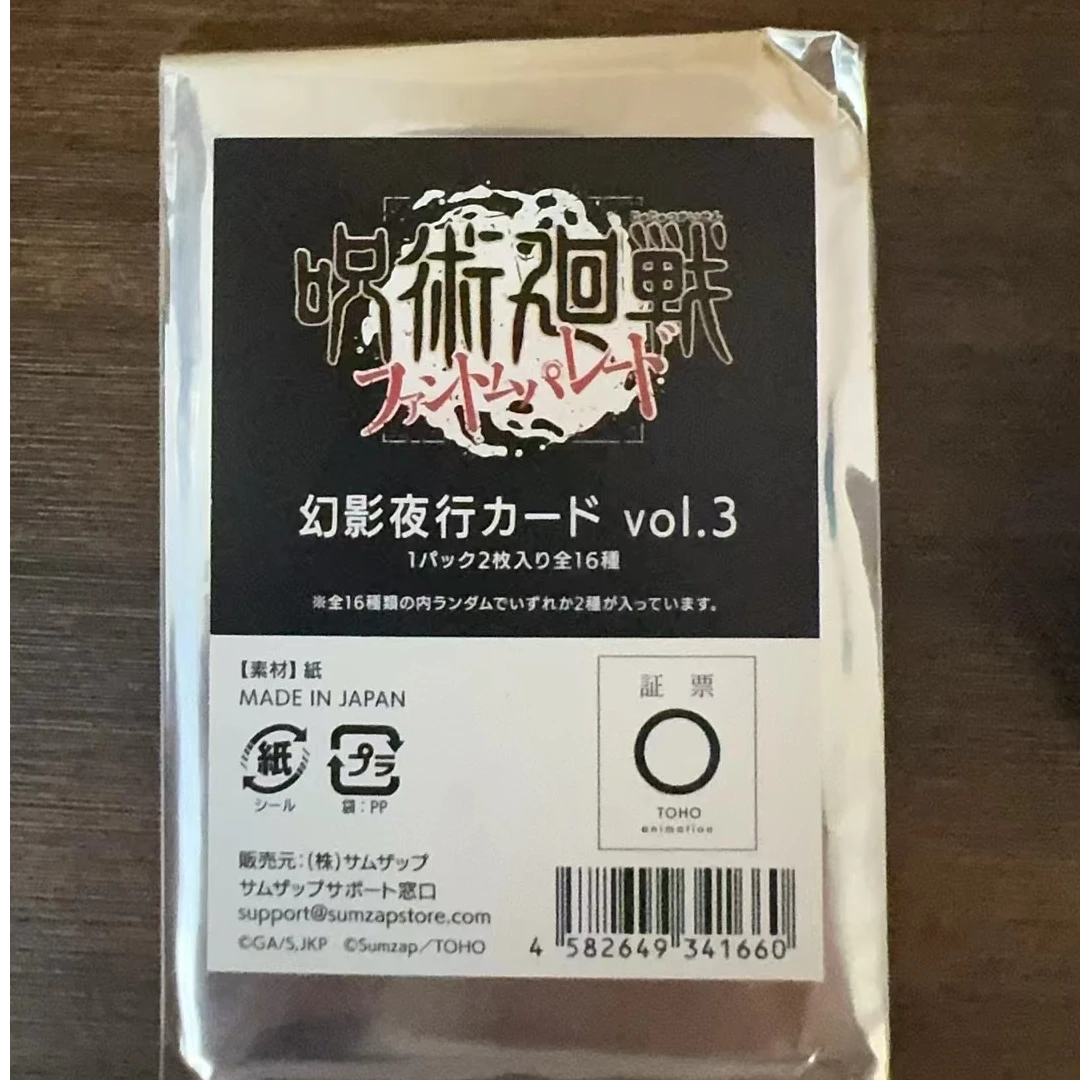 呪術廻戦
ファントムパレード
幻影夜行カード vol.3
1パック2枚入り全16種
※全16種類の内ランダムでいずれか2種が入っています。
【素材】紙
MADE IN JAPAN
紙
プラ
シール
袋：PP
証 票
TOHO
animation
販売元：(株)サムザップ
サムザップサポート窓口
support@sumzapstore.com
©GA/S,JKP ©Sumzap／TOHO
4 582649 341660